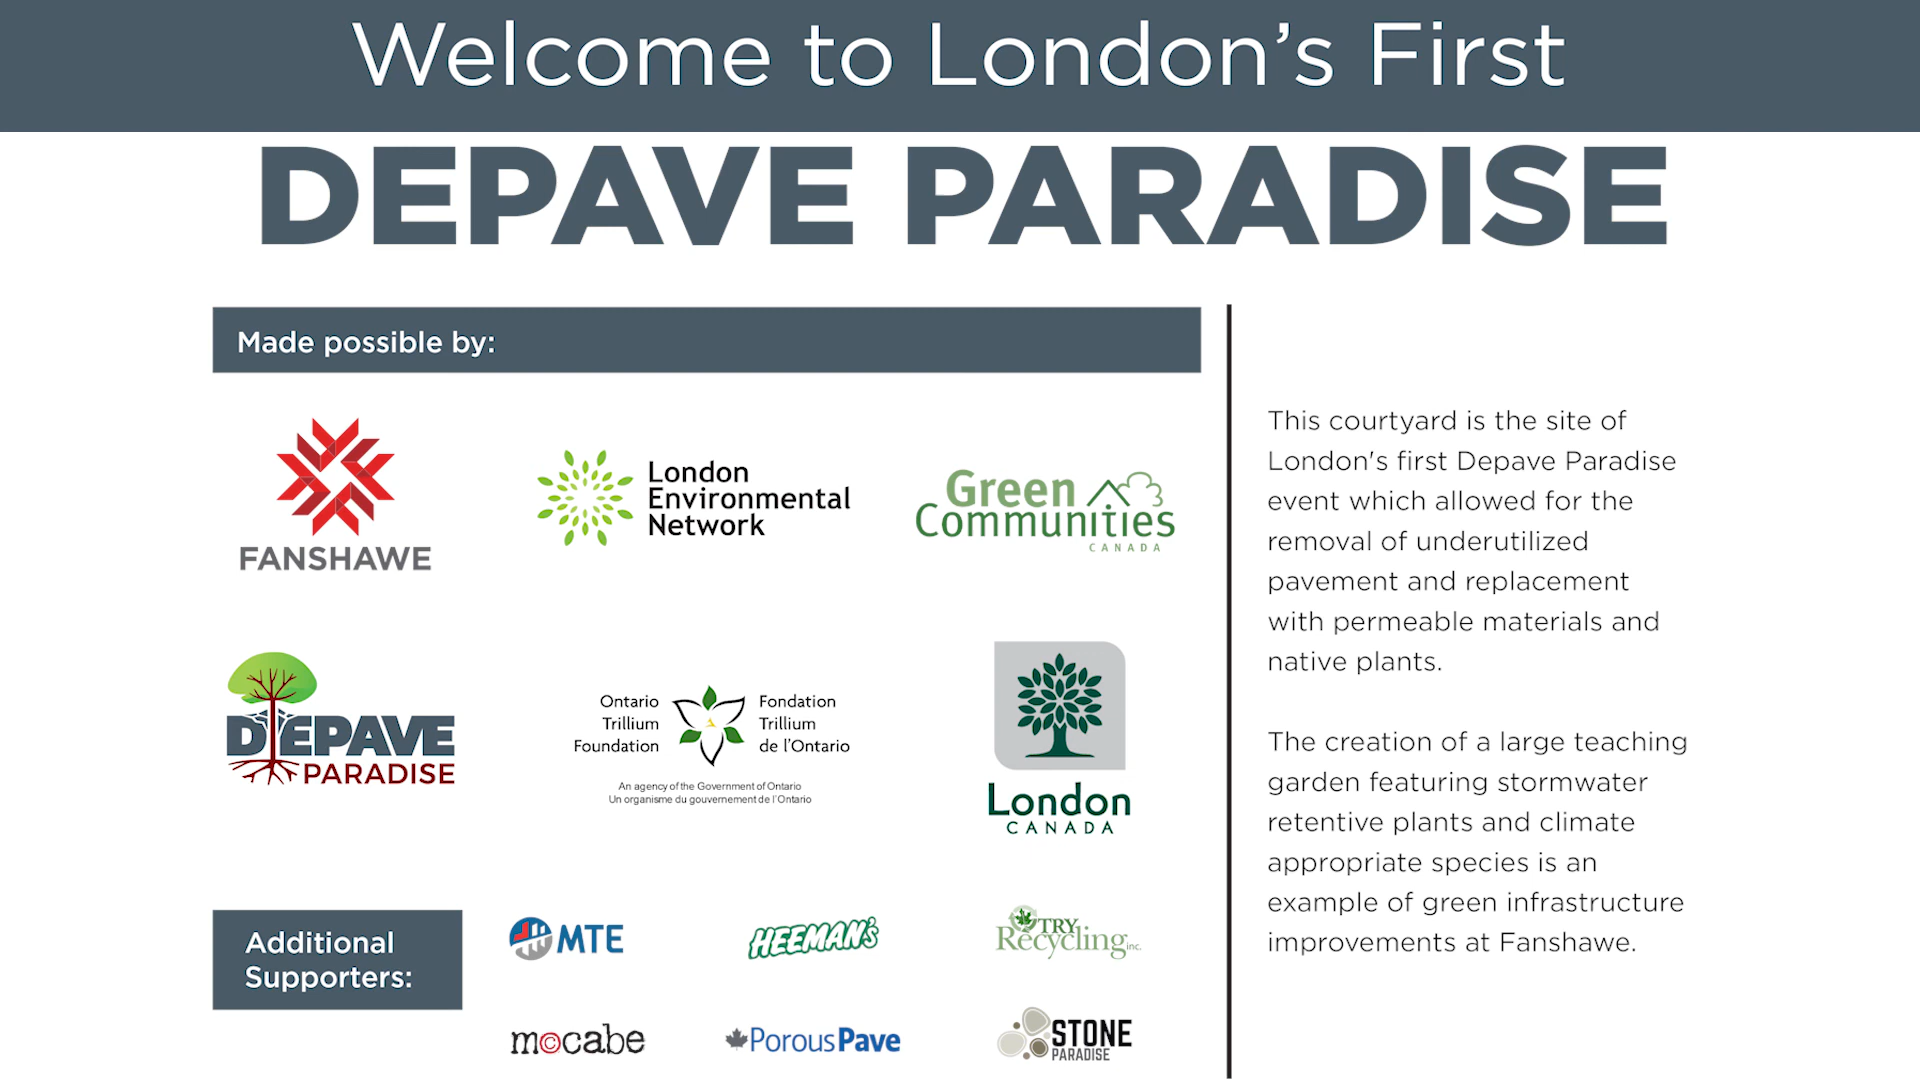 Welcome to London’s First
DEPAVE PARADISE
Made possible by:
FANSHAWE
London
Environmental
Network
Green
Communities
CANADA
DEPAVE
PARADISE
Ontario
Trillium
Foundation
Fondation
Trillium
de l’Ontario
An agency of the Government of Ontario
Un organisme du gouvernement de l’Ontario
London
CANADA
Additional
Supporters:
MTE
HEEMAN'S
TRY
Recycling inc.
mccabe
PorousPave
STONE
PARADISE
This courtyard is the site of
London's first Depave Paradise
event which allowed for the
removal of underutilized
pavement and replacement
with permeable materials and
native plants.
The creation of a large teaching
garden featuring stormwater
retentive plants and climate
appropriate species is an
example of green infrastructure
improvements at Fanshawe.